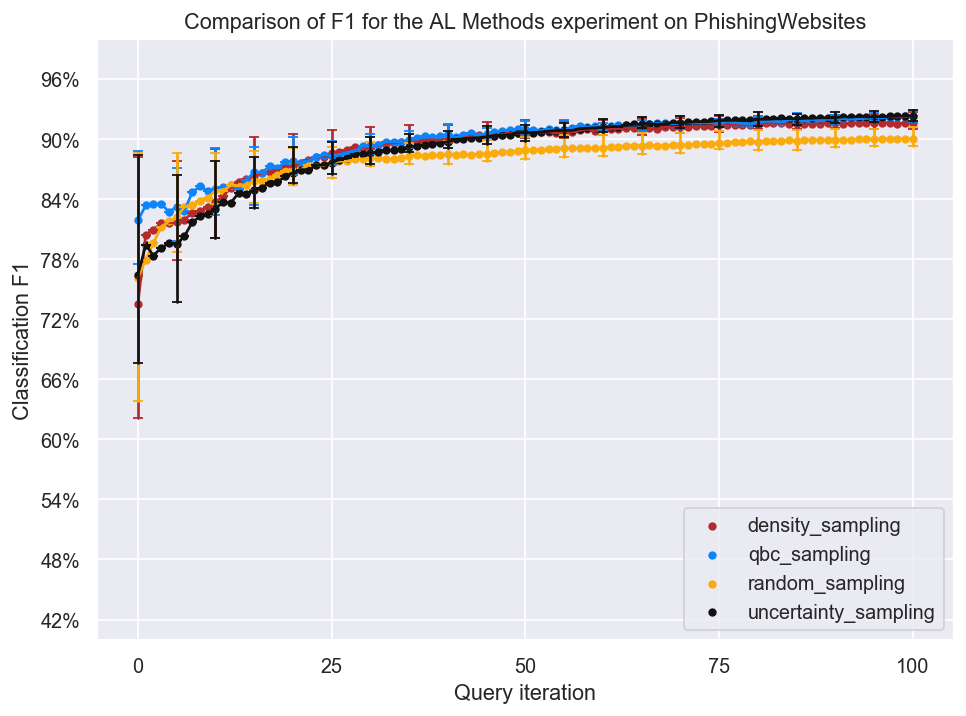 Comparison of F1 for the AL Methods experiment on PhishingWebsites
96%
90%
84%
78%
72%
66%
60%
54%
48%
42%
Classification F1
density_sampling
qbc_sampling
random_sampling
uncertainty_sampling
0 25 50 75 100
Query iteration